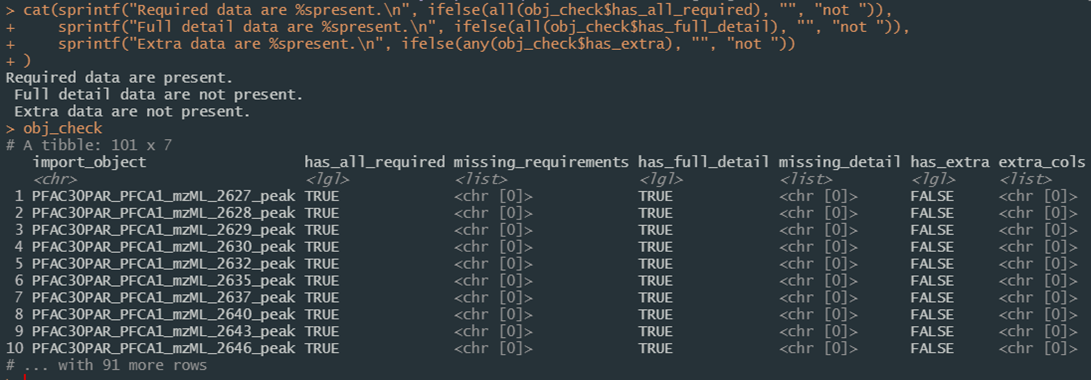 > cat(sprintf("Required data are %spresent.\n", ifelse(all(obj_check$has_all_required), "", "not ")),
+     sprintf("Full detail data are %spresent.\n", ifelse(all(obj_check$has_full_detail), "", "not ")),
+     sprintf("Extra data are %spresent.\n", ifelse(any(obj_check$has_extra), "", "not "))
+ )
Required data are present.
 Full detail data are not present.
 Extra data are not present.
> obj_check
# A tibble: 101 x 7
   import_object                    has_all_required missing_requirements has_full_detail missing_detail has_extra extra_cols
   <chr>                            <lgl>            <list>               <lgl>           <list>         <lgl>     <list>
 1 PFAC30PAR_PFCA1_mzML_2627_peak TRUE             <chr [0]>            TRUE            <chr [0]>      FALSE     <chr [0]>
 2 PFAC30PAR_PFCA1_mzML_2628_peak TRUE             <chr [0]>            TRUE            <chr [0]>      FALSE     <chr [0]>
 3 PFAC30PAR_PFCA1_mzML_2629_peak TRUE             <chr [0]>            TRUE            <chr [0]>      FALSE     <chr [0]>
 4 PFAC30PAR_PFCA1_mzML_2630_peak TRUE             <chr [0]>            TRUE            <chr [0]>      FALSE     <chr [0]>
 5 PFAC30PAR_PFCA1_mzML_2632_peak TRUE             <chr [0]>            TRUE            <chr [0]>      FALSE     <chr [0]>
 6 PFAC30PAR_PFCA1_mzML_2635_peak TRUE             <chr [0]>            TRUE            <chr [0]>      FALSE     <chr [0]>
 7 PFAC30PAR_PFCA1_mzML_2637_peak TRUE             <chr [0]>            TRUE            <chr [0]>      FALSE     <chr [0]>
 8 PFAC30PAR_PFCA1_mzML_2640_peak TRUE             <chr [0]>            TRUE            <chr [0]>      FALSE     <chr [0]>
 9 PFAC30PAR_PFCA1_mzML_2643_peak TRUE             <chr [0]>            TRUE            <chr [0]>      FALSE     <chr [0]>
10 PFAC30PAR_PFCA1_mzML_2646_peak TRUE             <chr [0]>            TRUE            <chr [0]>      FALSE     <chr [0]>
# ... with 91 more rows